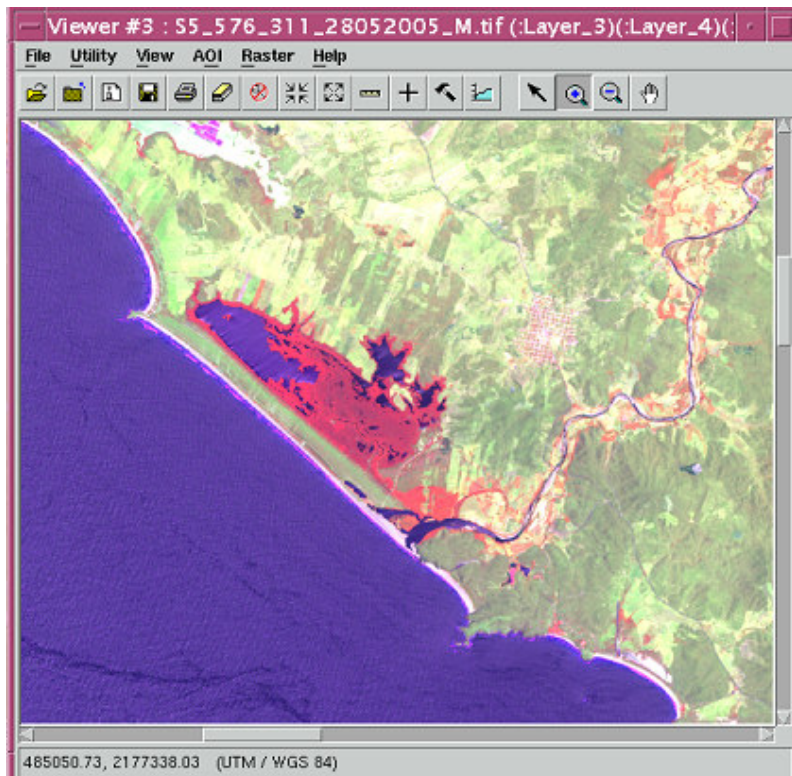 Viewer #3 : S5_576_311_28052005_M.tif (:Layer_3)(:Layer_4)(:
File Utility View AOI Raster Help
485050.73, 2177338.03 (UTM / WGS 84)